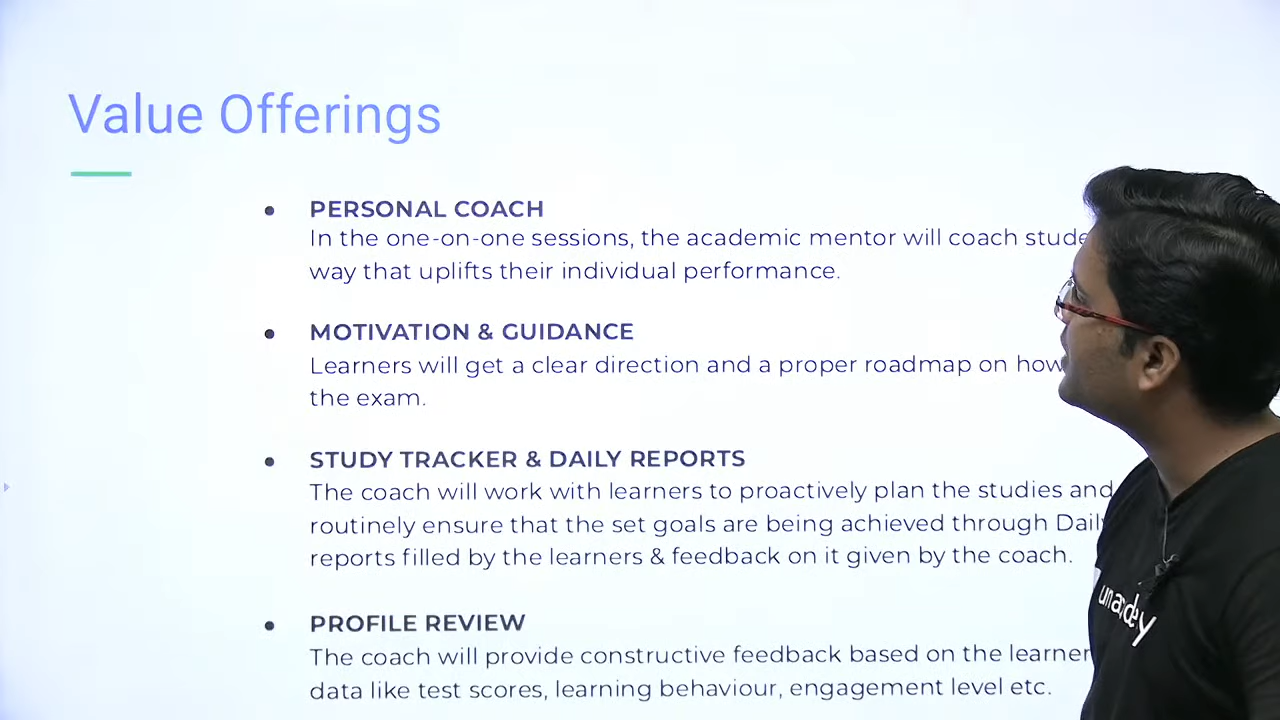 Value Offerings
• PERSONAL COACH
In the one-on-one sessions, the academic mentor will coach
way that uplifts their individual performance.
• MOTIVATION & GUIDANCE
Learners will get a clear direction and a proper roadmap on how
the exam.
• STUDY TRACKER & DAILY REPORTS
The coach will work with learners to proactively plan the studies and
routinely ensure that the set goals are being achieved through
reports filled by the learners & feedback on it given by the coach.
• PROFILE REVIEW
The coach will provide constructive feedback based on the learner
data like test scores, learning behaviour, engagement level etc.